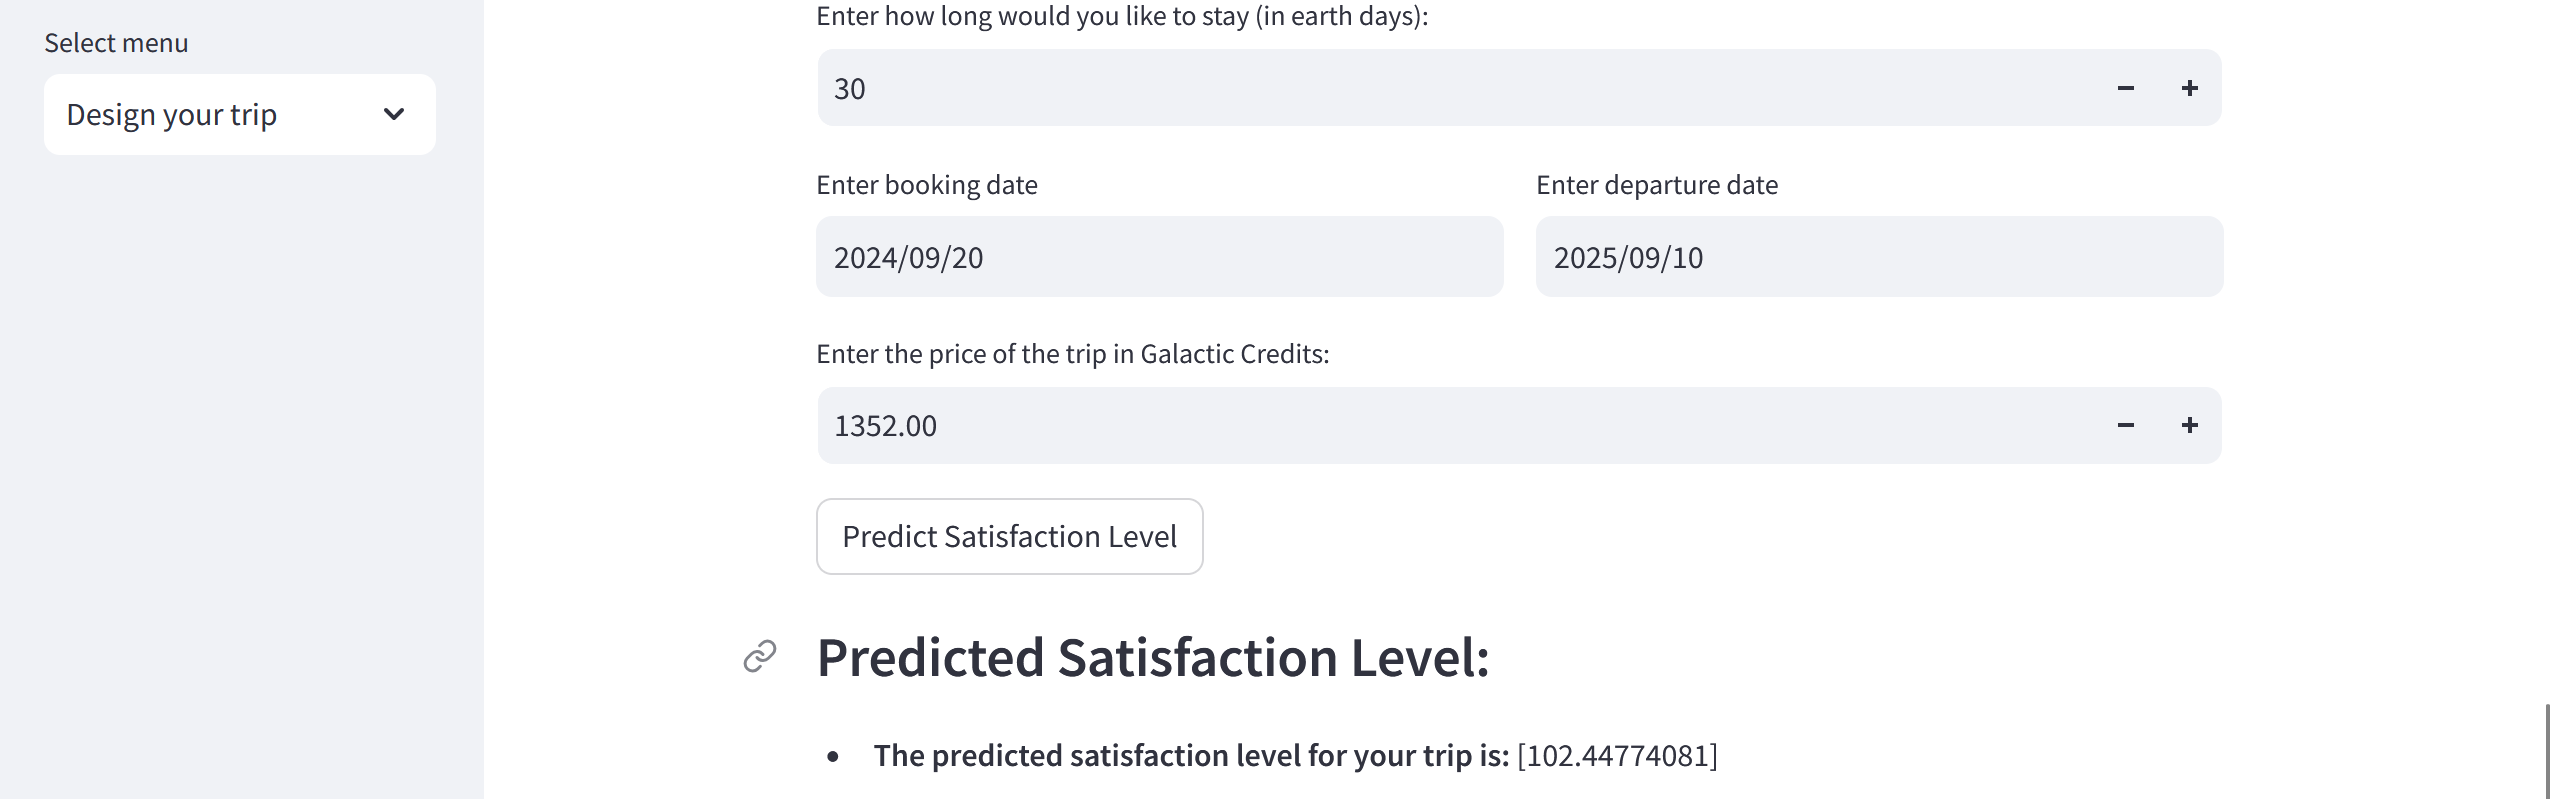 Select menu
Design your trip
Enter how long would you like to stay (in earth days):
30
Enter booking date
2024/09/20
Enter departure date
2025/09/10
Enter the price of the trip in Galactic Credits:
1352.00
Predict Satisfaction Level
Predicted Satisfaction Level:
The predicted satisfaction level for your trip is: [102.44774081]